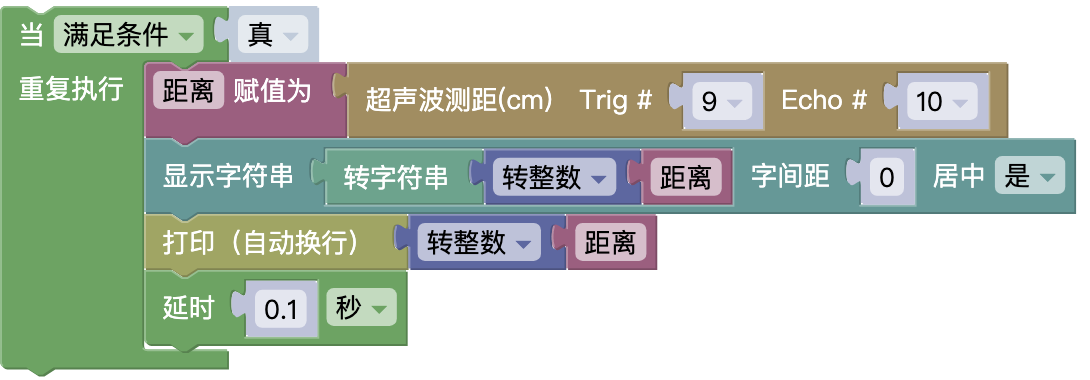 当 满足条件 真
重复执行
距离 赋值为 超声波测距(cm) Trig # 9 Echo # 10
显示字符串 转字符串 转整数 距离 字间距 0 居中 是
打印（自动换行） 转整数 距离
延时 0.1 秒